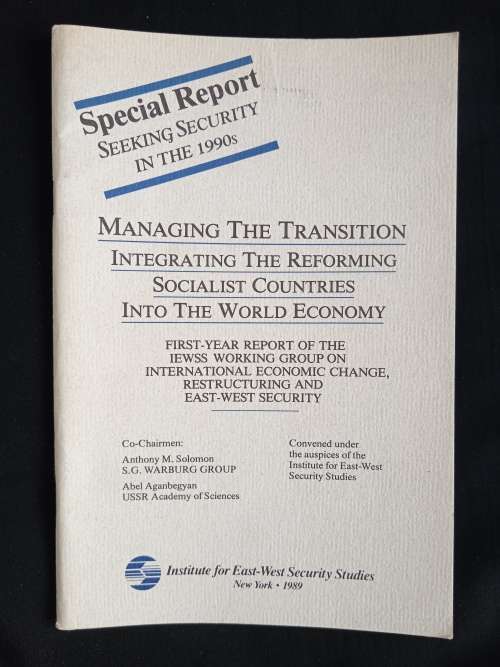 Special Report
SEEKING SECURITY
IN THE 1990s
MANAGING THE TRANSITION
INTEGRATING THE REFORMING
SOCIALIST COUNTRIES
INTO THE WORLD ECONOMY
FIRST-YEAR REPORT OF THE
IEWSS WORKING GROUP ON
INTERNATIONAL ECONOMIC CHANGE,
RESTRUCTURING AND
EAST-WEST SECURITY
Co-Chairmen:
Anthony M. Solomon
S.G. WARBURG GROUP
Abel Aganbegyan
USSR Academy of Sciences
Convened under
the auspices of the
Institute for East-West
Security Studies
Institute for East-West Security Studies
New York • 1989